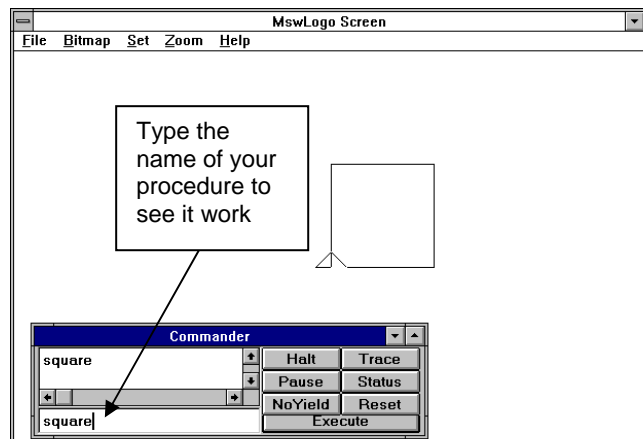 MswLogo Screen
File Bitmap Set Zoom Help
Type the
name of your
procedure to
see it work
Commander
square
Halt Trace
Pause Status
NoYield Reset
square
Execute